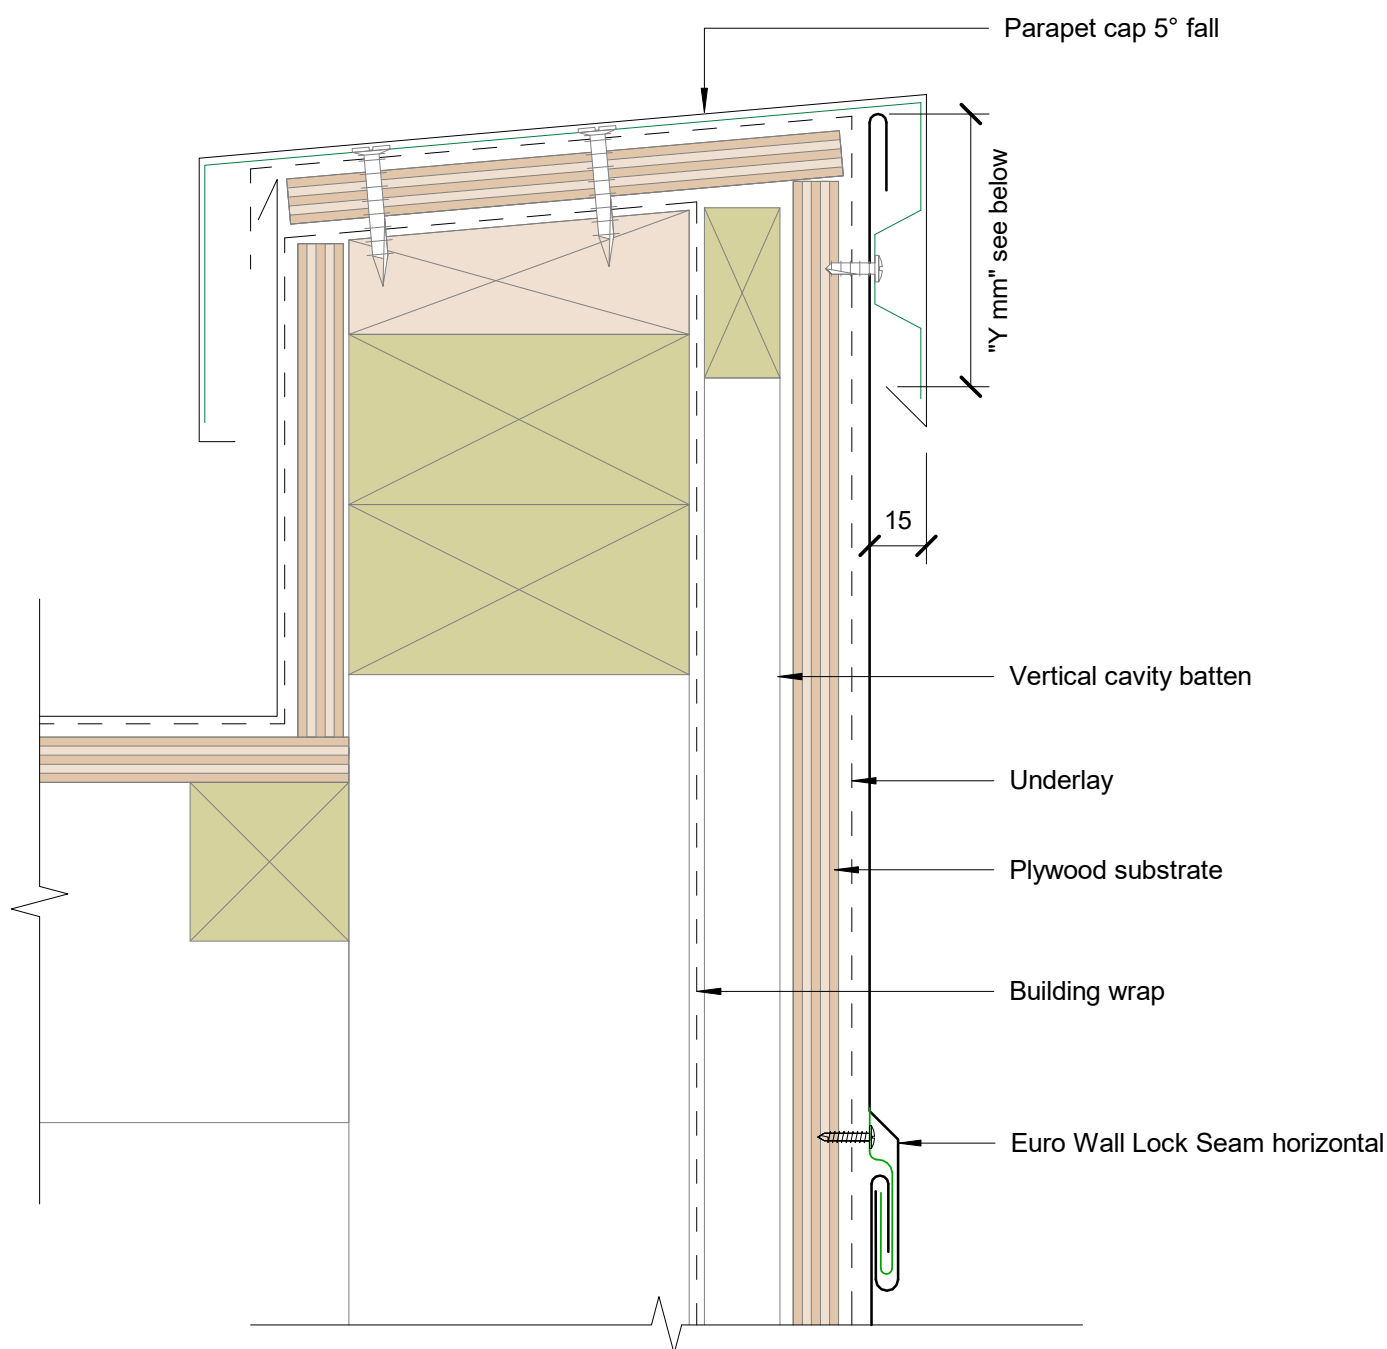 Parapet cap 5° fall
"Y mm" see below
15
Vertical cavity batten
Underlay
Plywood substrate
Building wrap
Euro Wall Lock Seam horizontal